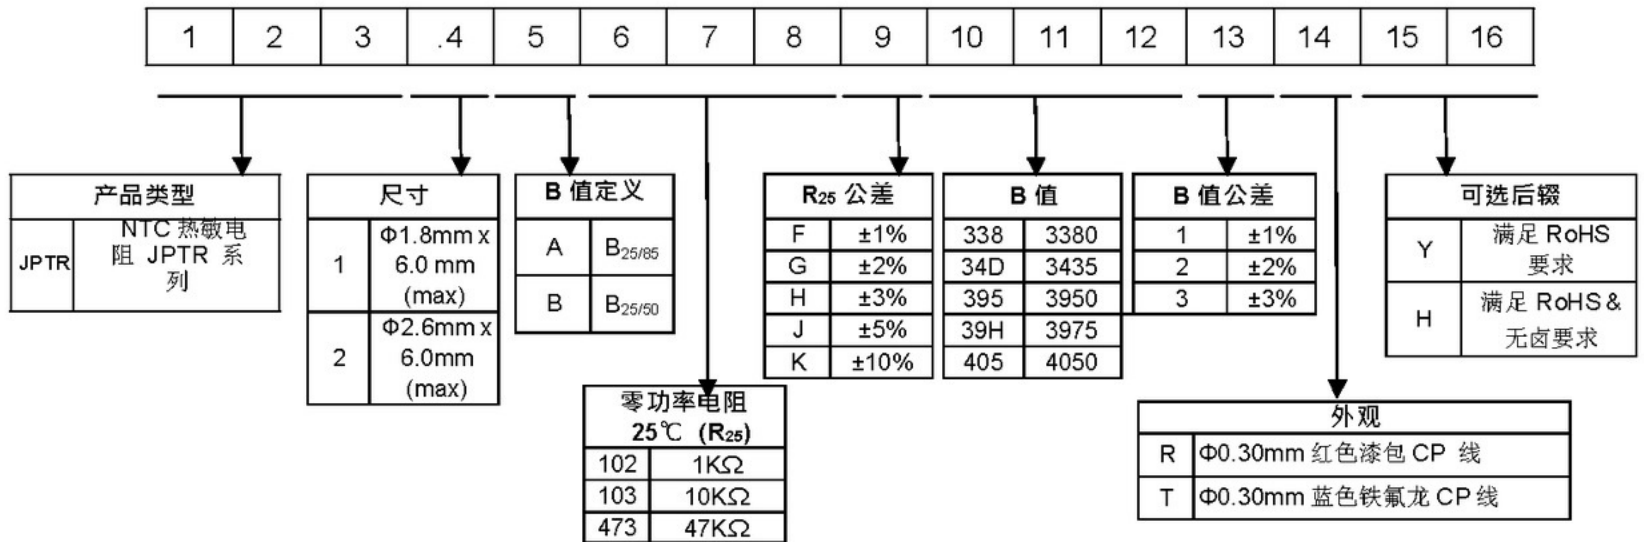 1 2 3 .4 5 6 7 8 9 10 11 12 13 14 15 16
产品类型
JPTR NTC 热敏电
阻 JPTR 系
列
尺寸
1 Φ1.8mm x
6.0 mm
(max)
2 Φ2.6mm x
6.0mm
(max)
B 值定义
A B25/85
B B25/50
零功率电阻
25℃ (R25)
102 1KΩ
103 10KΩ
473 47KΩ
R25 公差
F ±1%
G ±2%
H ±3%
J ±5%
K ±10%
B 值
338 3380
34D 3435
395 3950
39H 3975
405 4050
B 值公差
1 ±1%
2 ±2%
3 ±3%
外观
R Φ0.30mm 红色漆包 CP 线
T Φ0.30mm 蓝色铁氟龙 CP 线
可选后缀
Y 满足 RoHS
要求
H 满足 RoHS &
无卤要求